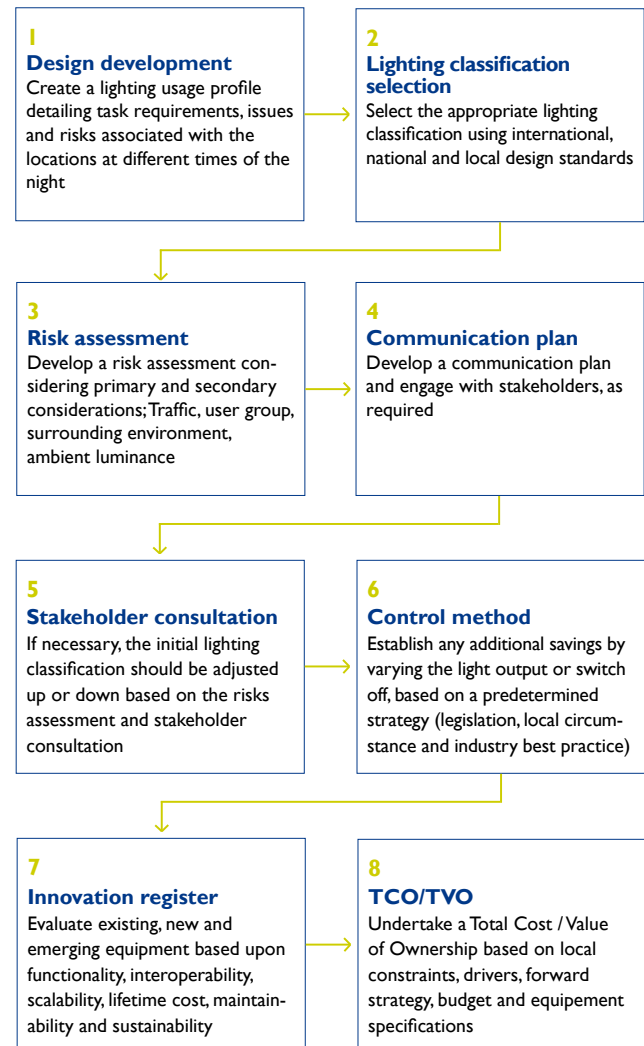 1
Design development
Create a lighting usage profile
detailing task requirements, issues
and risks associated with the
locations at different times of the
night
2
Lighting classification
selection
Select the appropriate lighting
classification using international,
national and local design standards
3
Risk assessment
Develop a risk assessment con-
sidering primary and secondary
considerations; Traffic, user group,
surrounding environment,
ambient luminance
4
Communication plan
Develop a communication plan
and engage with stakeholders, as
required
5
Stakeholder consultation
If necessary, the initial lighting
classification should be adjusted
up or down based on the risks
assessment and stakeholder
consultation
6
Control method
Establish any additional savings by
varying the light output or switch
off, based on a predetermined
strategy (legislation, local circum-
stance and industry best practice)
7
Innovation register
Evaluate existing, new and
emerging equipment based upon
functionality, interoperability,
scalability, lifetime cost, maintain-
ability and sustainability
8
TCO/TVO
Undertake a Total Cost / Value
of Ownership based on local
constraints, drivers, forward
strategy, budget and equipement
specifications